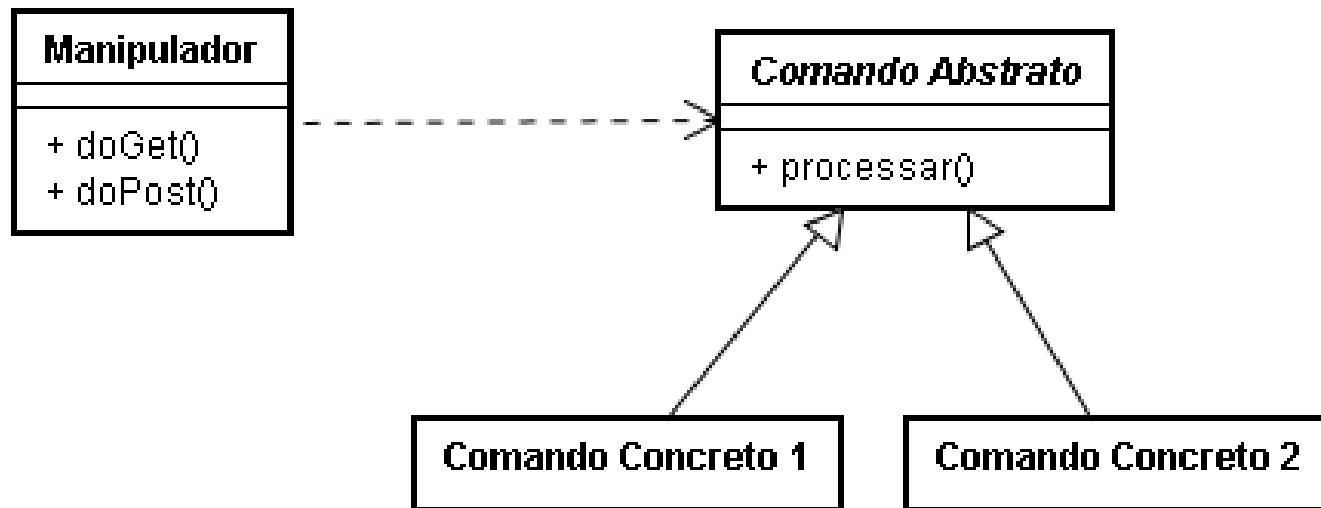 Manipulador
+ doGet()
+ doPost()
Comando Abstrato
+ processar()
Comando Concreto 1
Comando Concreto 2